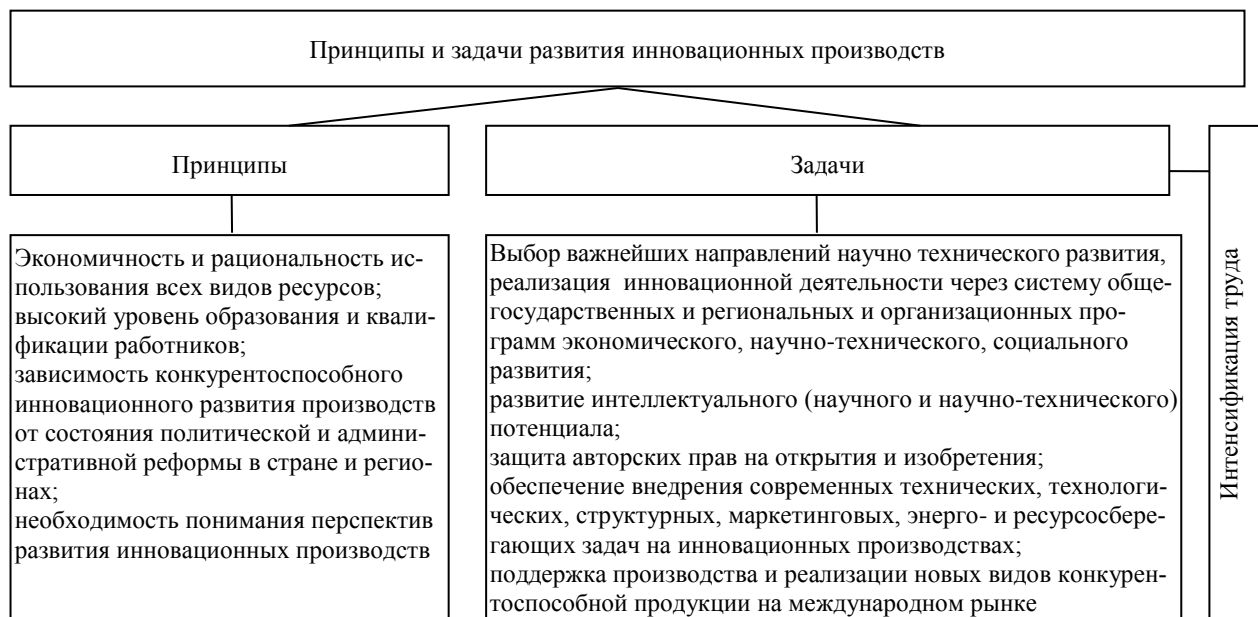 Принципы и задачи развития инновационных производств
Принципы
Задачи
Экономичность и рациональность ис-
пользования всех видов ресурсов;
высокий уровень образования и квали-
фикации работников;
зависимость конкурентоспособного
инновационного развития производств
от состояния политической и админи-
стративной реформы в стране и регио-
нах;
необходимость понимания перспектив
развития инновационных производств
Выбор важнейших направлений научно технического развития,
реализация инновационной деятельности через систему обще-
государственных и региональных и организационных про-
грамм экономического, научно-технического, социального
развития;
развитие интеллектуального (научного и научно-технического)
потенциала;
защита авторских прав на открытия и изобретения;
обеспечение внедрения современных технических, технологи-
ческих, структурных, маркетинговых, энерго- и ресурсосбере-
гающих задач на инновационных производствах;
поддержка производства и реализации новых видов конкурен-
тоспособной продукции на международном рынке
Интенсификация труда